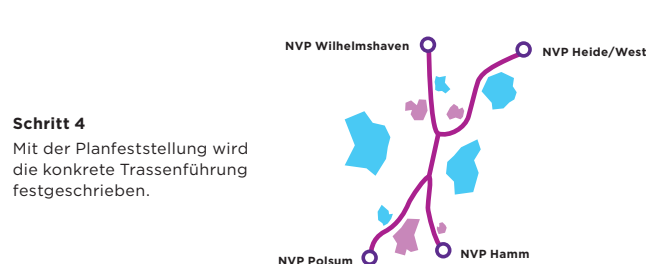 NVP Wilhelmshaven
NVP Heide/West
Schritt 4
Mit der Planfeststellung wird
die konkrete Trassenführung
festgeschrieben.
NVP Polsum
NVP Hamm